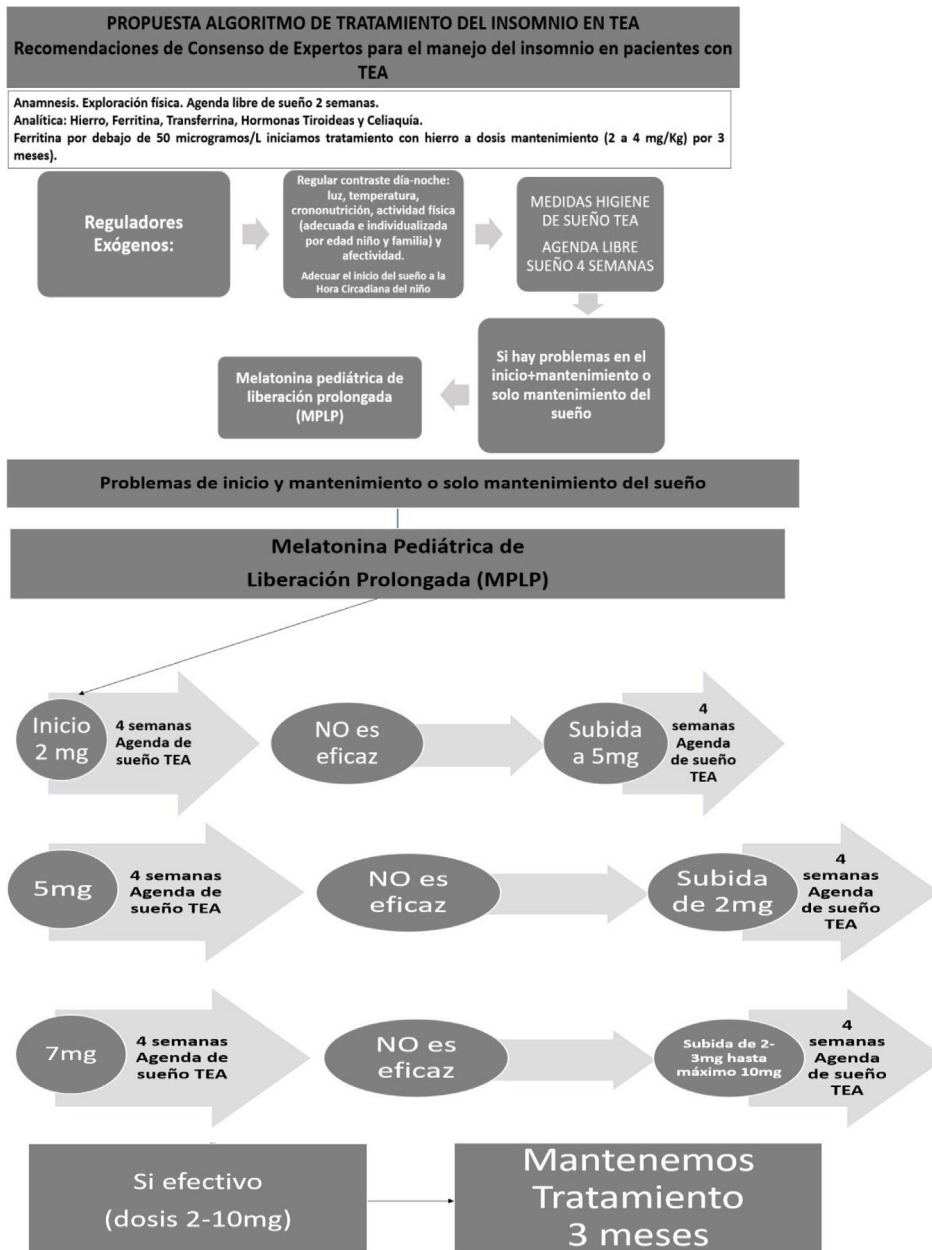 PROPUESTA ALGORITMO DE TRATAMIENTO DEL INSOMNIO EN TEA
Recomendaciones de Consenso de Expertos para el manejo del insomnio en pacientes con
TEA
Anamnesis. Exploración física. Agenda libre de sueño 2 semanas.
Analítica: Hierro, Ferritina, Transferrina, Hormonas Tiroideas y Celiaquía.
Ferritina por debajo de 50 microgramos/L iniciamos tratamiento con hierro a dosis mantenimiento (2 a 4 mg/Kg) por 3
meses).
Reguladores
Exógenos:
Regular contraste día-noche:
luz, temperatura,
crononutrición, actividad física
(adecuada e individualizada
por edad niño y familia) y
afectividad.
Adecuar el inicio del sueño a la
Hora Circadiana del niño
MEDIDAS HIGIENE
DE SUEÑO TEA
AGENDA LIBRE
SUEÑO 4 SEMANAS
Si hay problemas en el
inicio+mantenimiento o
solo mantenimiento del
sueño
Melatonina pediátrica de
liberación prolongada
(MPLP)
Problemas de inicio y mantenimiento o solo mantenimiento del sueño
Melatonina Pediátrica de
Liberación Prolongada (MPLP)
Inicio
2 mg
4 semanas
Agenda de
sueño TEA
NO es
eficaz
Subida
a 5mg
4
semanas
Agenda
de sueño
TEA
5mg
4 semanas
Agenda de
sueño TEA
NO es
eficaz
Subida
de 2mg
4
semanas
Agenda
de sueño
TEA
7mg
4 semanas
Agenda de
sueño TEA
NO es
eficaz
Subida de 2-
3mg hasta
máximo 10mg
4
semanas
Agenda
de sueño
TEA
Si efectivo
(dosis 2-10mg)
Mantenemos
Tratamiento
3 meses